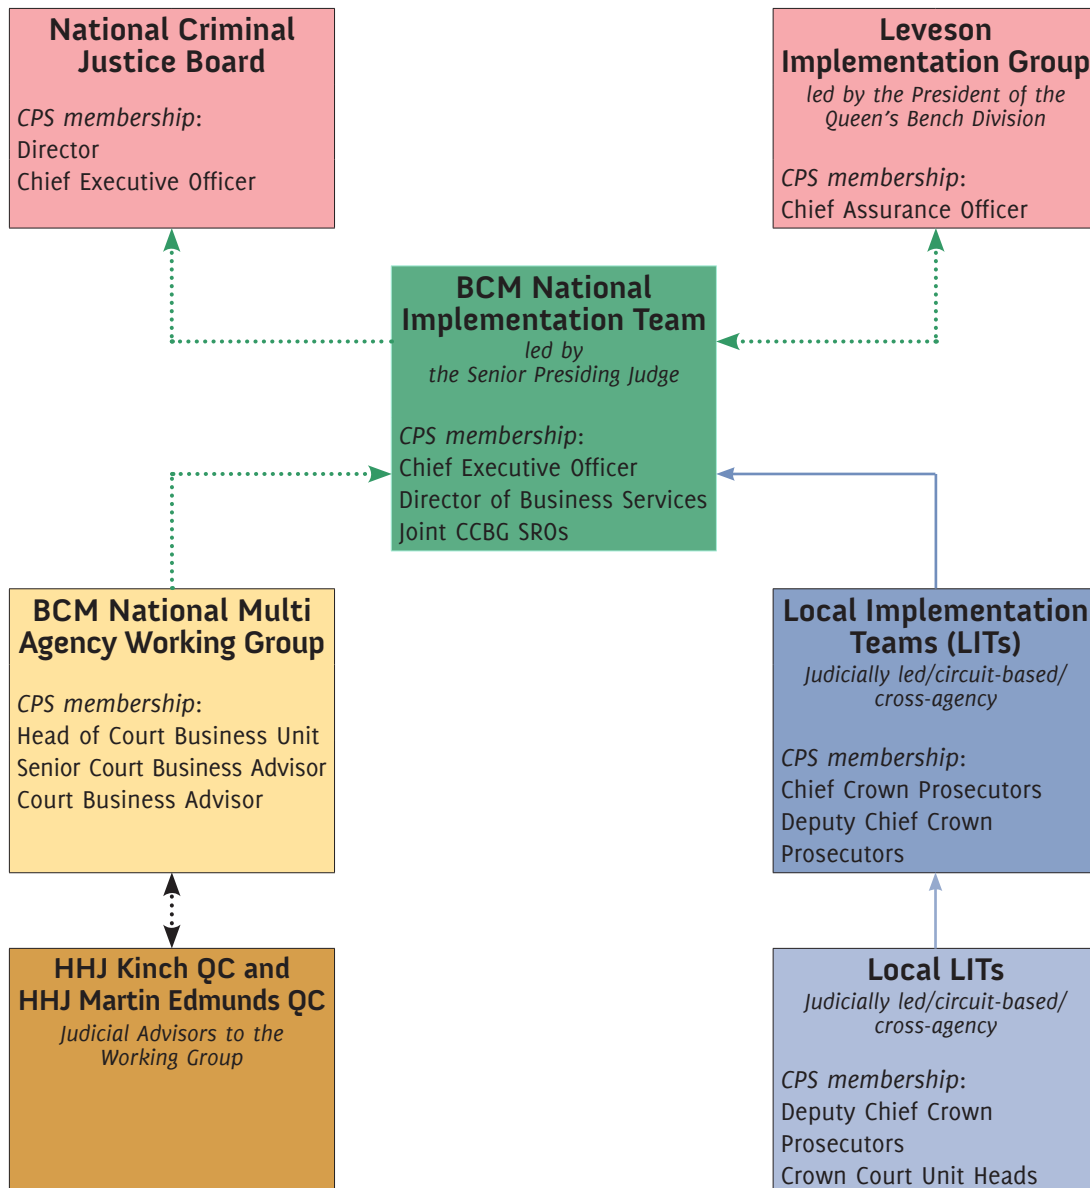 National Criminal
Justice Board
CPS membership:
Director
Chief Executive Officer
Leveson
Implementation Group
led by the President of the
Queen's Bench Division
CPS membership:
Chief Assurance Officer
BCM National
Implementation Team
led by
the Senior Presiding Judge
CPS membership:
Chief Executive Officer
Director of Business Services
Joint CCBG SROs
BCM National Multi
Agency Working Group
CPS membership:
Head of Court Business Unit
Senior Court Business Advisor
Court Business Advisor
Local Implementation
Teams (LITs)
Judicially led/circuit-based/
cross-agency
CPS membership:
Chief Crown Prosecutors
Deputy Chief Crown
Prosecutors
HHJ Kinch QC and
HHJ Martin Edmunds QC
Judicial Advisors to the
Working Group
Local LITs
Judicially led/circuit-based/
cross-agency
CPS membership:
Deputy Chief Crown
Prosecutors
Crown Court Unit Heads